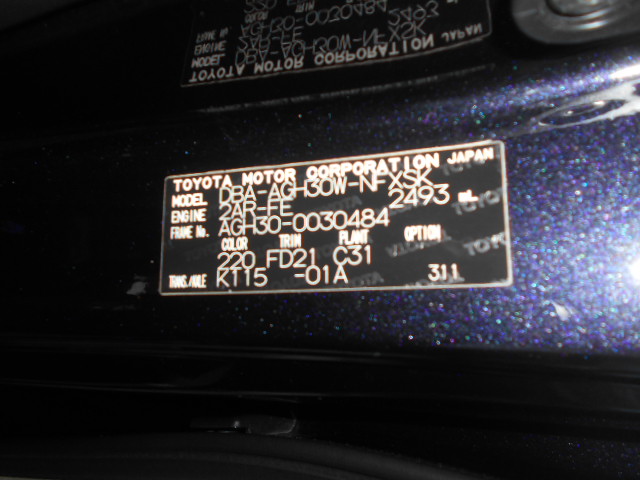 TOYOTA MOTOR CORPORATION JAPAN
MODEL DBA-AGH30W-NFXSK
ENGINE 2AR-FE 2493 mL
FRAME No. AGH30-0030484
COLOR TRIM PLANT OPTION
220 FD21 C31
TRANS./AXLE K115 -01A 311